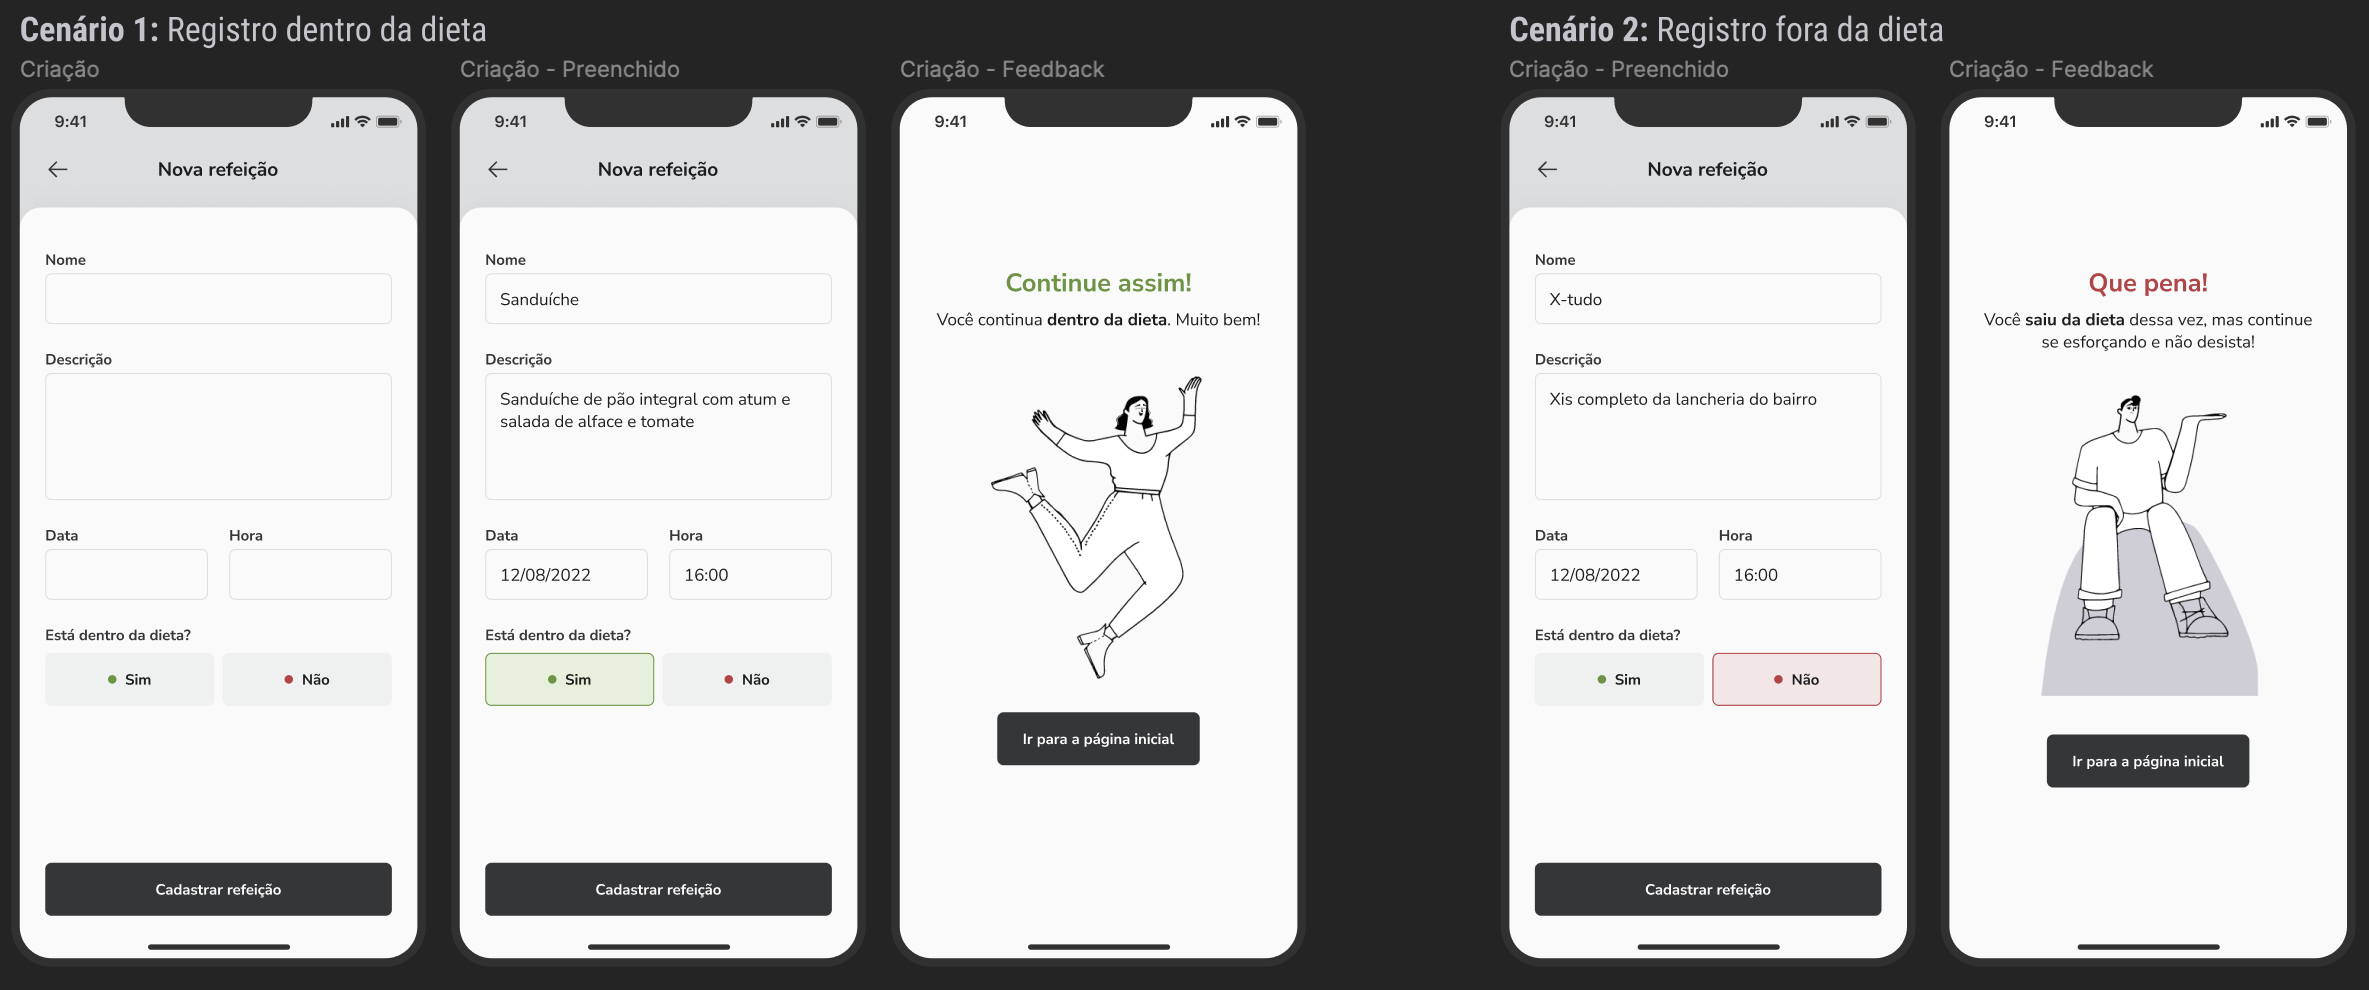 Cenário 1: Registro dentro da dieta
Criação
9:41
Nova refeição
Nome
Descrição
Data
Hora
Está dentro da dieta?
Sim
Não
Cadastrar refeição
Criação - Preenchido
9:41
Nova refeição
Nome
Sanduíche
Descrição
Sanduíche de pão integral com atum e
salada de alface e tomate
Data
Hora
12/08/2022
16:00
Está dentro da dieta?
Sim
Não
Cadastrar refeição
Criação - Feedback
9:41
Continue assim!
Você continua dentro da dieta. Muito bem!
Ir para a página inicial
Cenário 2: Registro fora da dieta
Criação - Preenchido
9:41
Nova refeição
Nome
X-tudo
Descrição
Xis completo da lancheria do bairro
Data
Hora
12/08/2022
16:00
Está dentro da dieta?
Sim
Não
Cadastrar refeição
Criação - Feedback
9:41
Que pena!
Você saiu da dieta dessa vez, mas continue
se esforçando e não desista!
Ir para a página inicial